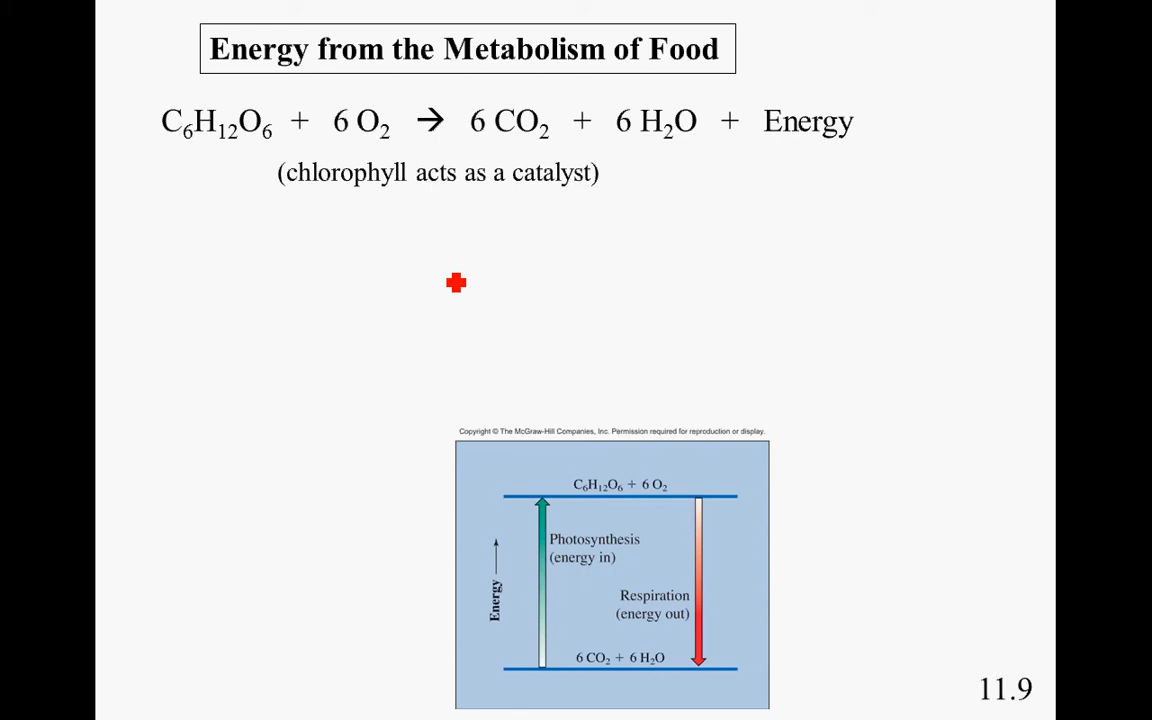 Energy from the Metabolism of Food
C₆H₁₂O₆ + 6 O₂ → 6 CO₂ + 6 H₂O + Energy
(chlorophyll acts as a catalyst)
Copyright © The McGraw-Hill Companies, Inc. Permission required for reproduction or display.
C₆H₁₂O₆ + 6 O₂
Photosynthesis
(energy in)
Energy
Respiration
(energy out)
6 CO₂ + 6 H₂O
11.9